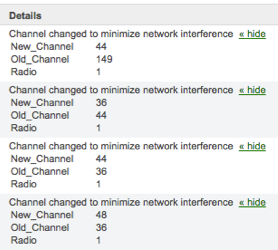 Details
Channel changed to minimize network interference « hide
New_Channel 44
Old_Channel 149
Radio 1
Channel changed to minimize network interference « hide
New_Channel 36
Old_Channel 44
Radio 1
Channel changed to minimize network interference « hide
New_Channel 44
Old_Channel 36
Radio 1
Channel changed to minimize network interference « hide
New_Channel 48
Old_Channel 36
Radio 1